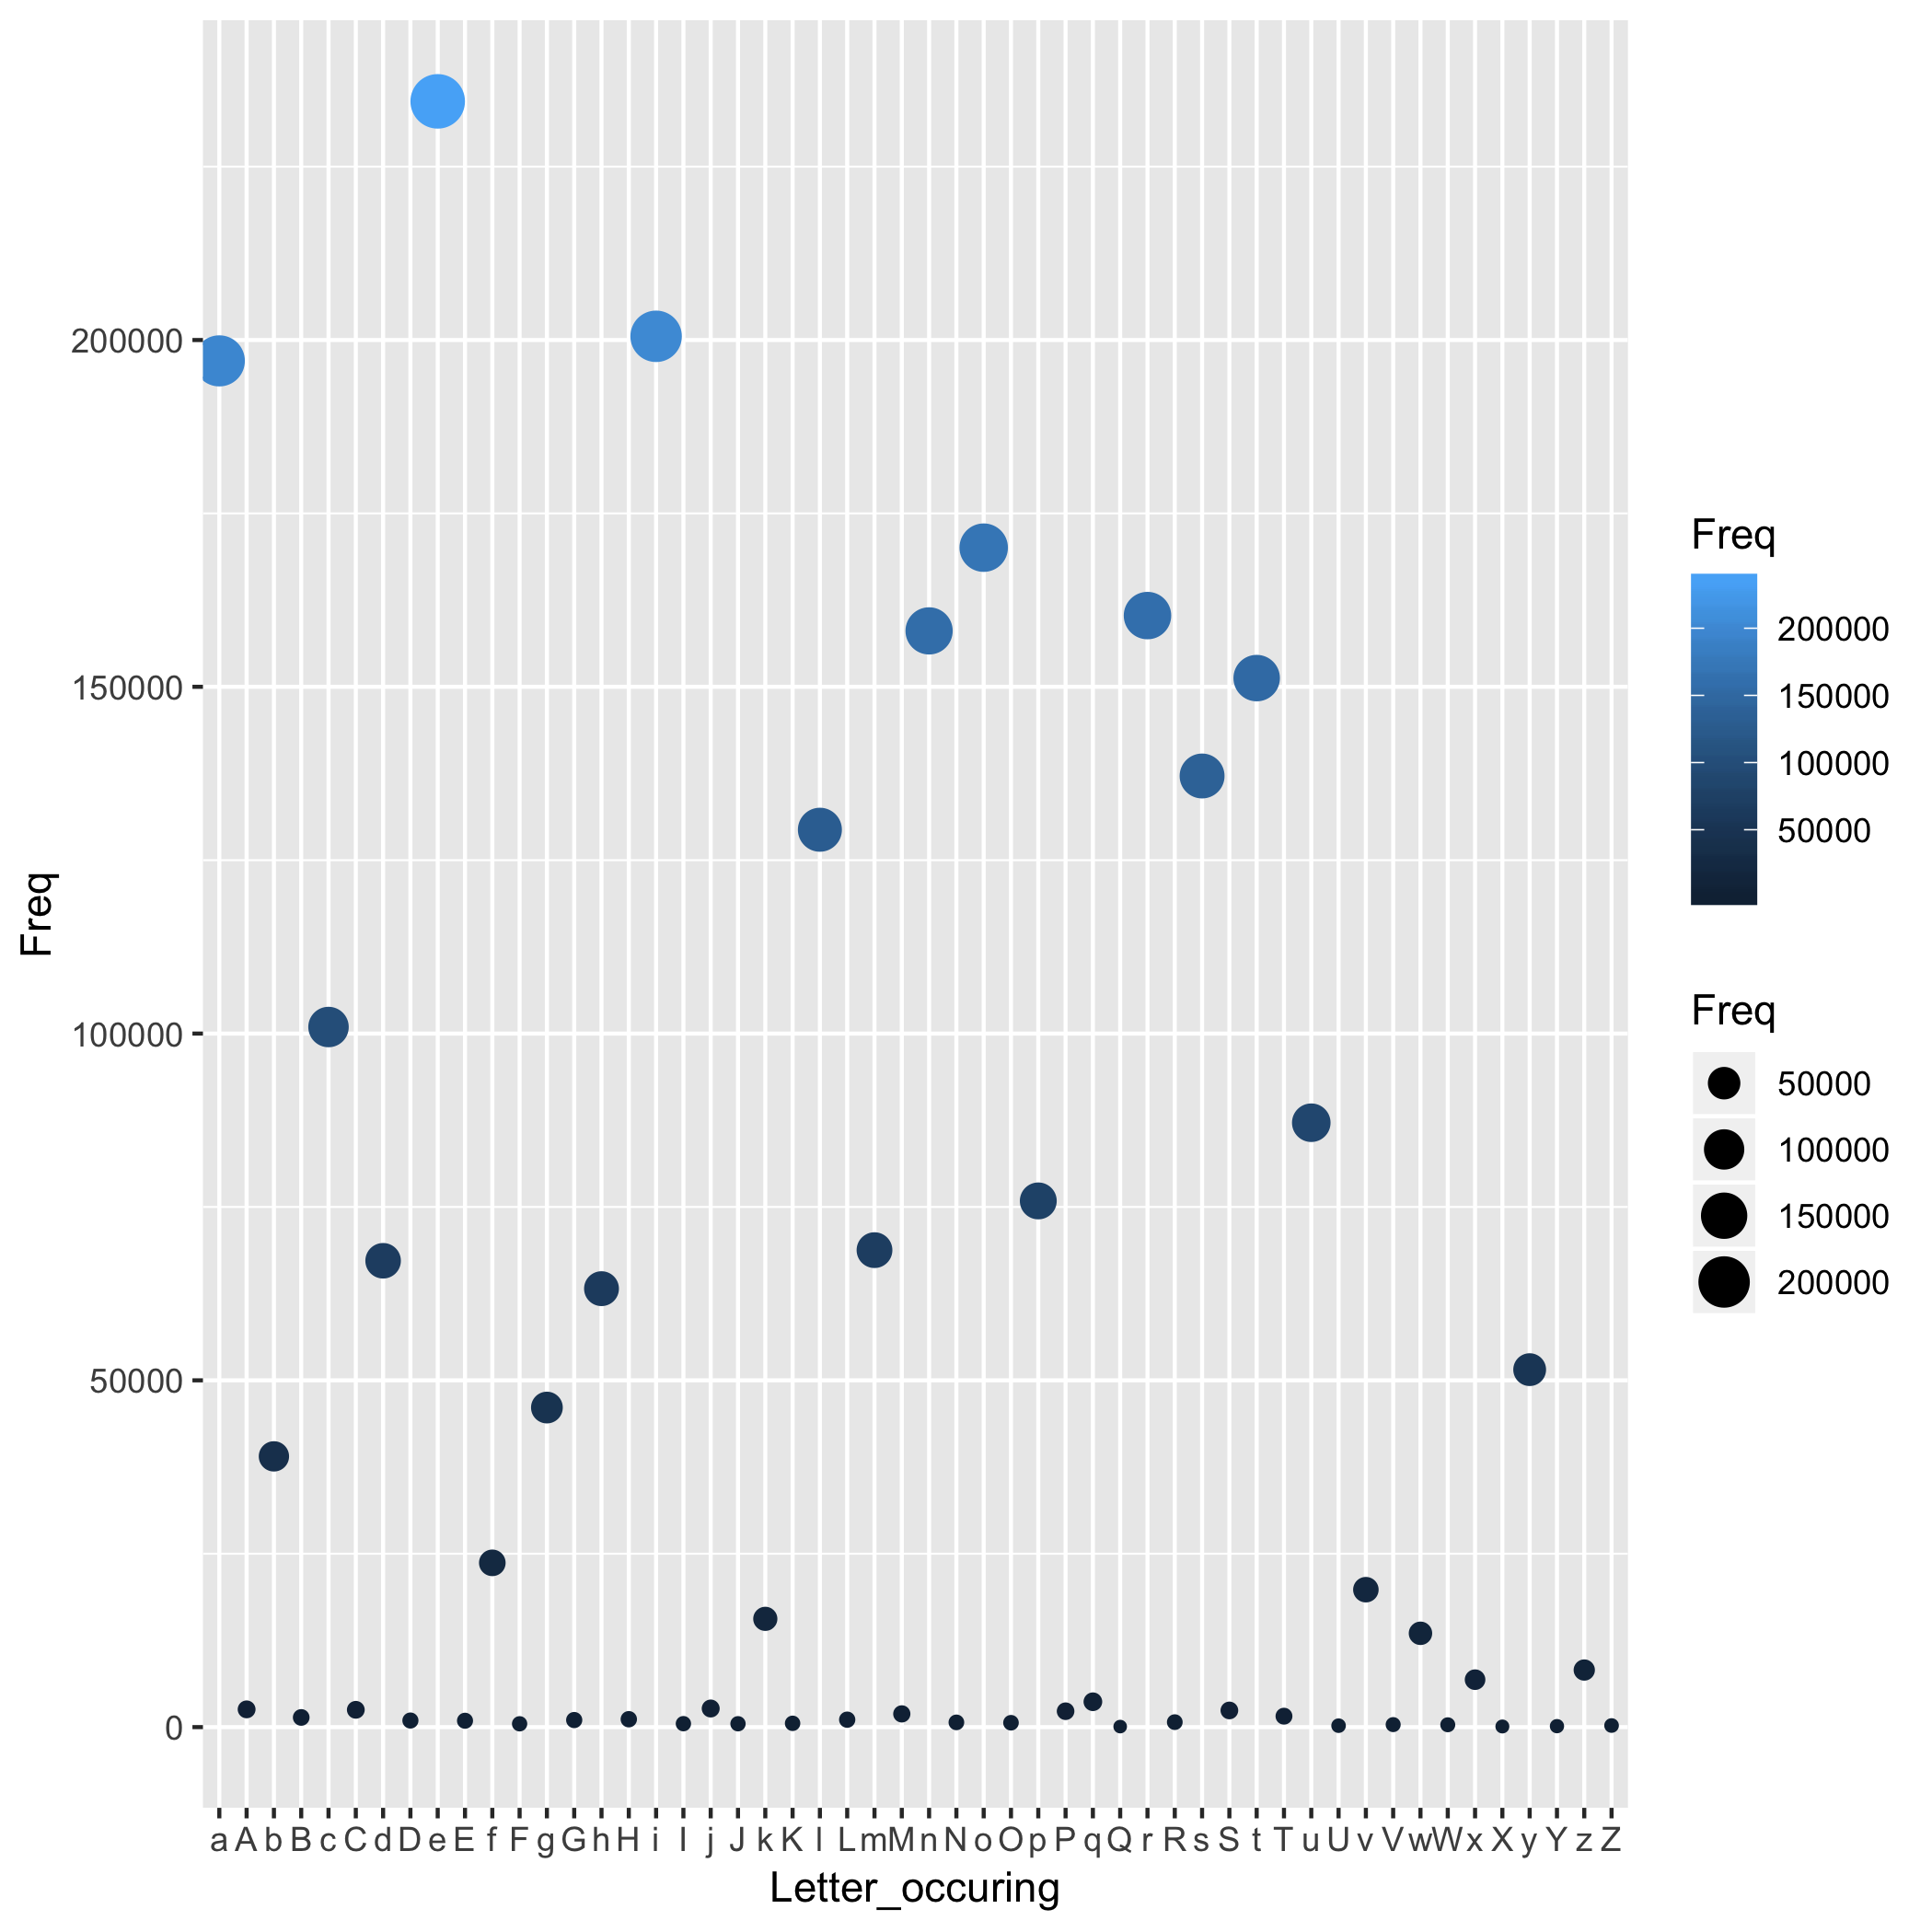 200000
150000
100000
50000
0
Freq
a A b B c C d D e E f F g G h H i I j J k K l L m M n N o O p P q Q r R s S t T u U v V w W x X y Y z Z
Letter_occuring
Freq
200000
150000
100000
50000
Freq
50000
100000
150000
200000